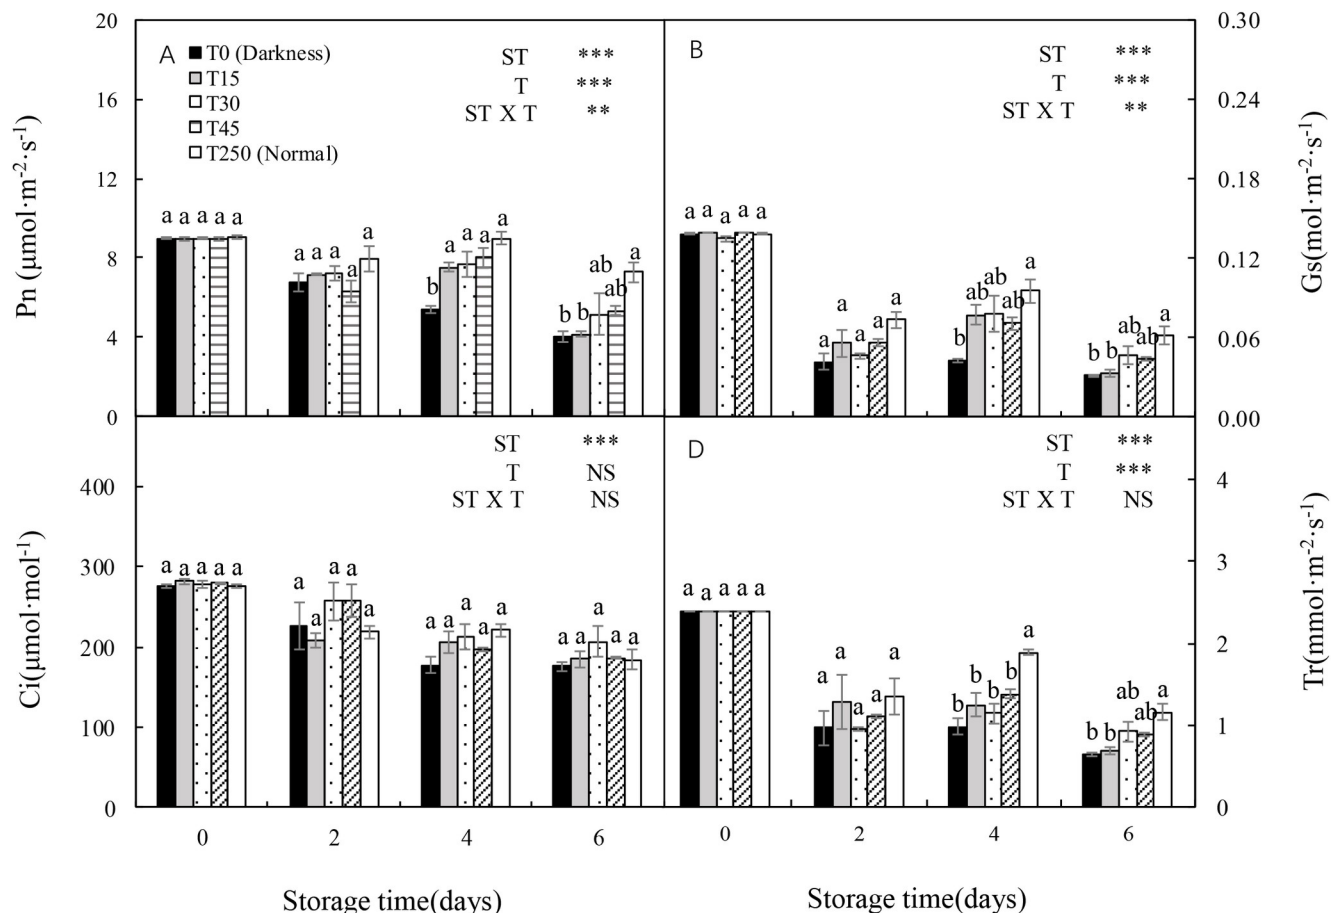 20
16
12
8
4
0
Pn (μmol·m-2·s-1)
A
T0 (Darkness)
T15
T30
T45
T250 (Normal)
ST ***
T ***
ST X T **
a a a a a
a a a a a
b a a a a
b b ab ab a
B
ST ***
T ***
ST X T **
a a a a a
a a a a
b ab ab ab a
b b ab ab a
0.30
0.24
0.18
0.12
0.06
0.00
Gs(mol·m-2·s-1)
400
300
200
100
0
Ci(μmol·mol-1)
ST ***
T NS
ST X T NS
a a a a a
a a a a a
a a a a a
a a a a a
0 2 4 6
Storage time(days)
D
ST ***
T ***
ST X T NS
a a a a a
a a a a a
b b b b a
b b ab ab a
4
3
2
1
0
Tr(mmol·m-2·s-1)
0 2 4 6
Storage time(days)